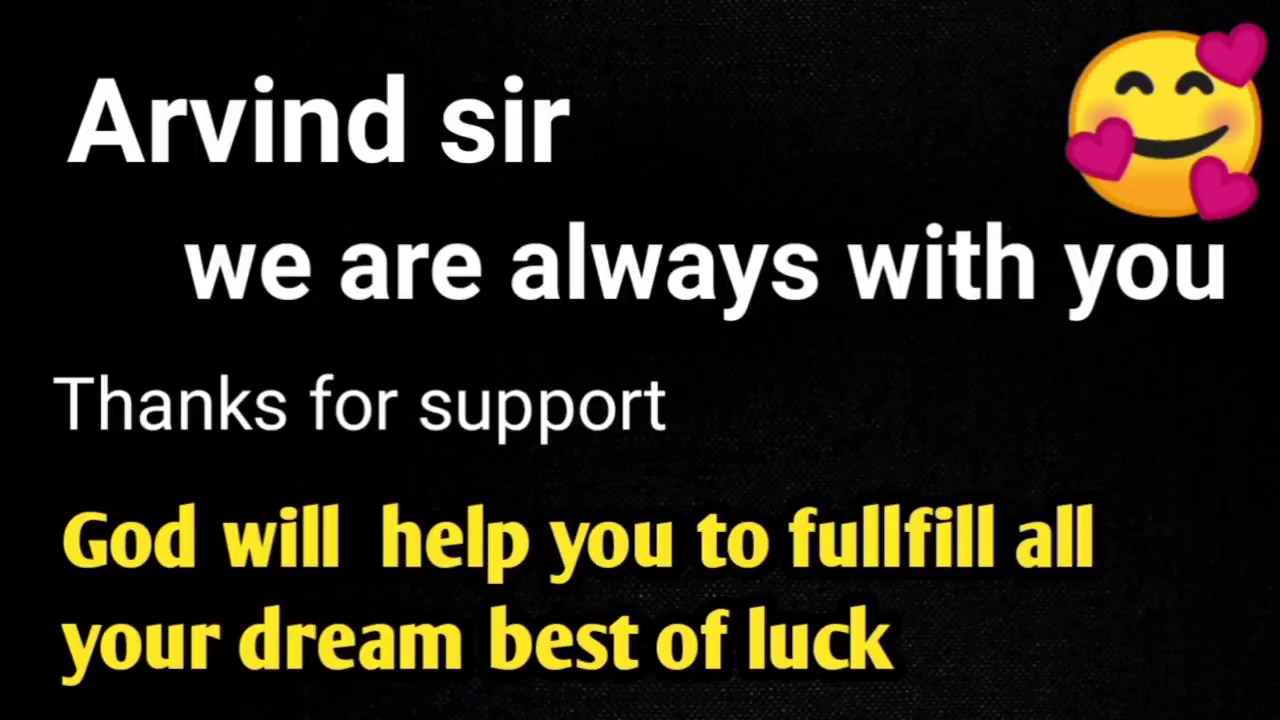 Arvind sir
we are always with you
Thanks for support
God will help you to fullfill all
your dream best of luck